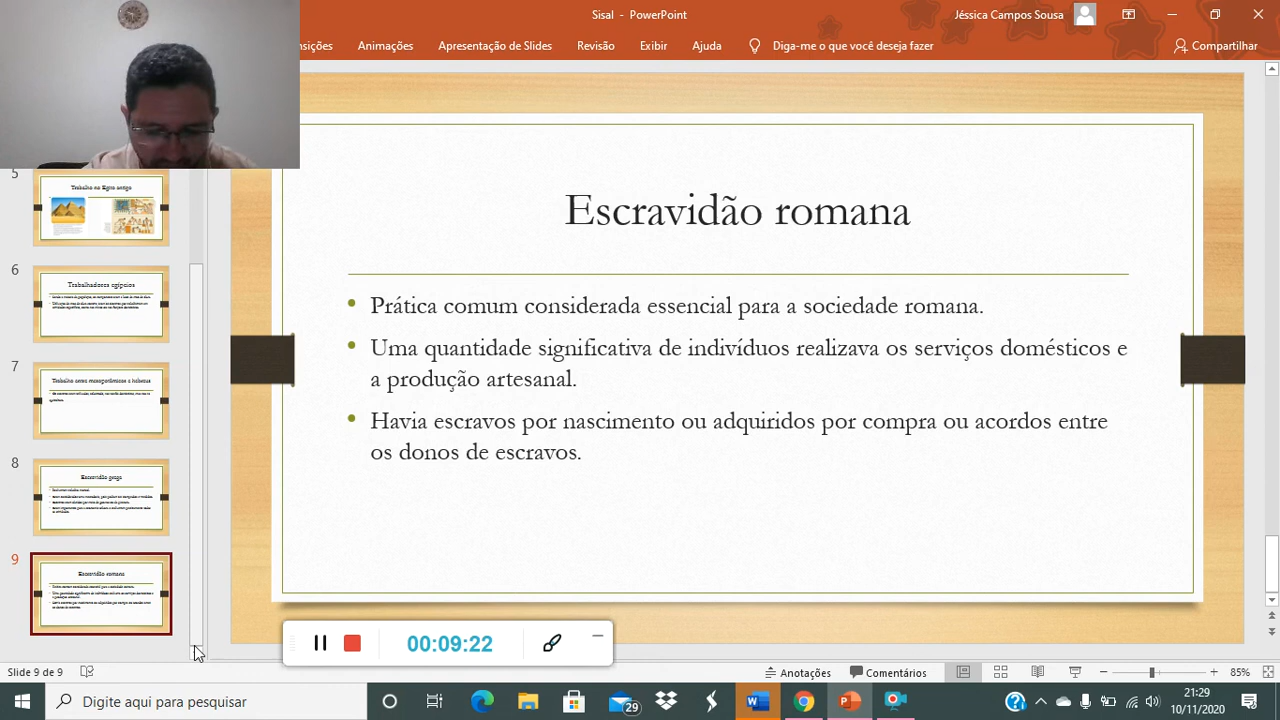 Sisal - PowerPoint
Jéssica Campos Sousa
Animações
Apresentação de Slides
Revisão
Exibir
Ajuda
Diga-me o que você deseja fazer
Compartilhar
5
Trabalho no Egito antigo
6
Trabalhadores egípcios
7
8
Escravidão grega
9
Escravidão romana
Escravidão romana
Prática comum considerada essencial para a sociedade romana.
Uma quantidade significativa de indivíduos realizava os serviços domésticos e
a produção artesanal.
Havia escravos por nascimento ou adquiridos por compra ou acordos entre
os donos de escravos.
00:09:22
Slide 9 de 9
Anotações
Comentários
85%
Digite aqui para pesquisar
29
21:29
10/11/2020